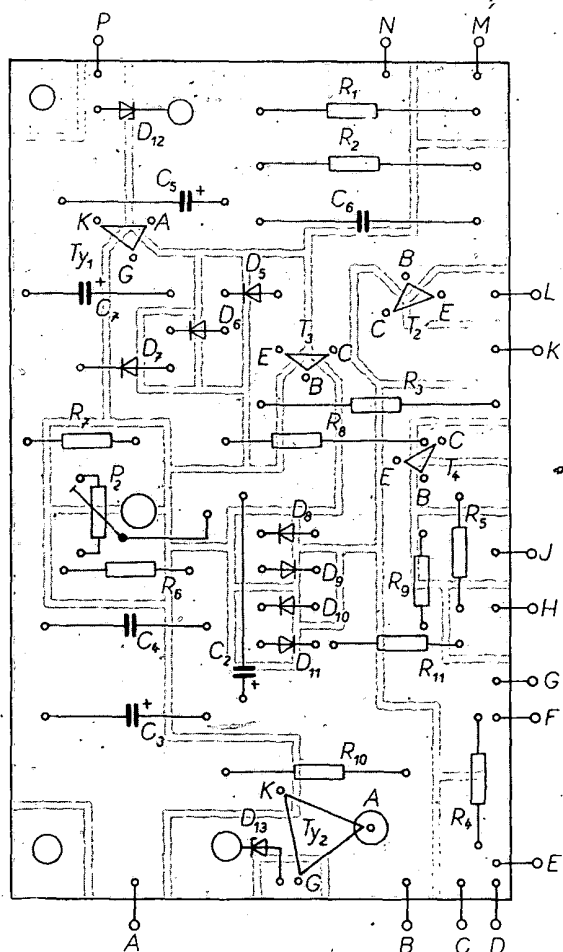 P N M
R1
D12
R2
C5 +
C6
K A
Ty1
G
B
D5
L
+
C7
E
C T2
D6
T3
E C
K
D7
B
R3
R7
R8
C
P2
E T4
B
R5
D8
J
D9
R9
R6
D10
H
C4
C2
D11
R11
G
+
+
F
C3
R10
K
A
R4
D13
Ty2
E
G
A B C D